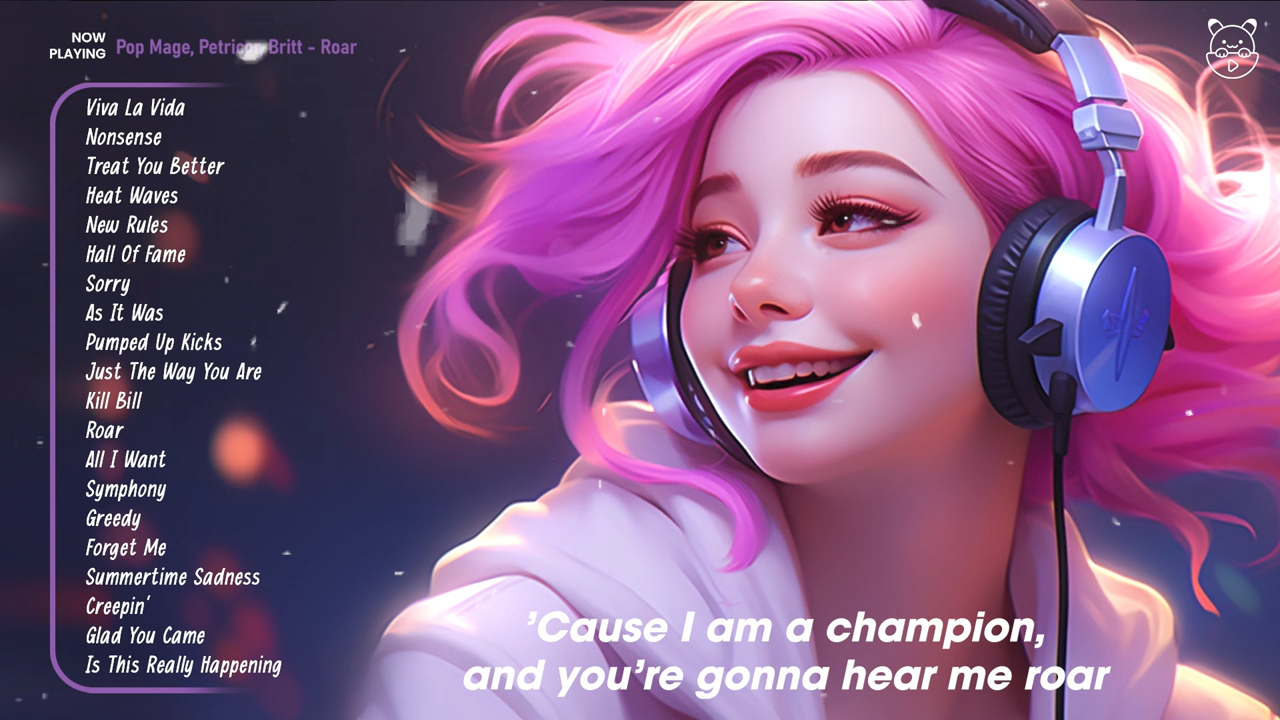 NOW
PLAYING
Pop Mage, Petricor, Britt - Roar
Viva La Vida
Nonsense
Treat You Better
Heat Waves
New Rules
Hall Of Fame
Sorry
As It Was
Pumped Up Kicks
Just The Way You Are
Kill Bill
Roar
All I Want
Symphony
Greedy
Forget Me
Summertime Sadness
Creepin'
Glad You Came
Is This Really Happening
’Cause I am a champion,
and you’re gonna hear me roar